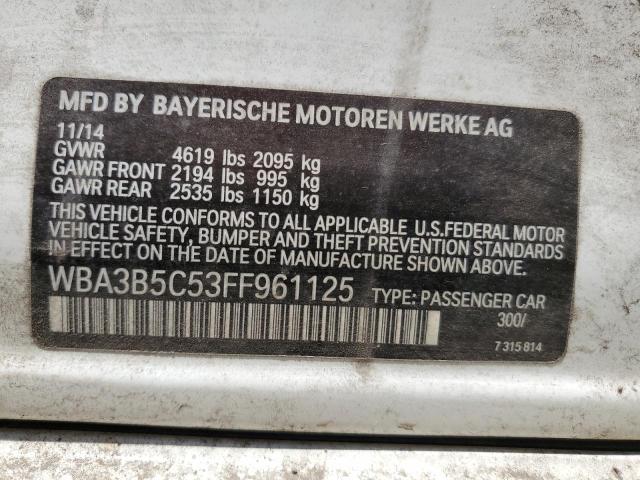 MFD BY BAYERISCHE MOTOREN WERKE AG
11/14
GVWR 4619 lbs 2095 kg
GAWR FRONT 2194 lbs 995 kg
GAWR REAR 2535 lbs 1150 kg
THIS VEHICLE CONFORMS TO ALL APPLICABLE U.S.FEDERAL MOTOR
VEHICLE SAFETY, BUMPER AND THEFT PREVENTION STANDARDS
IN EFFECT ON THE DATE OF MANUFACTURE SHOWN ABOVE.
WBA3B5C53FF961125 TYPE: PASSENGER CAR
300/
7 315 814